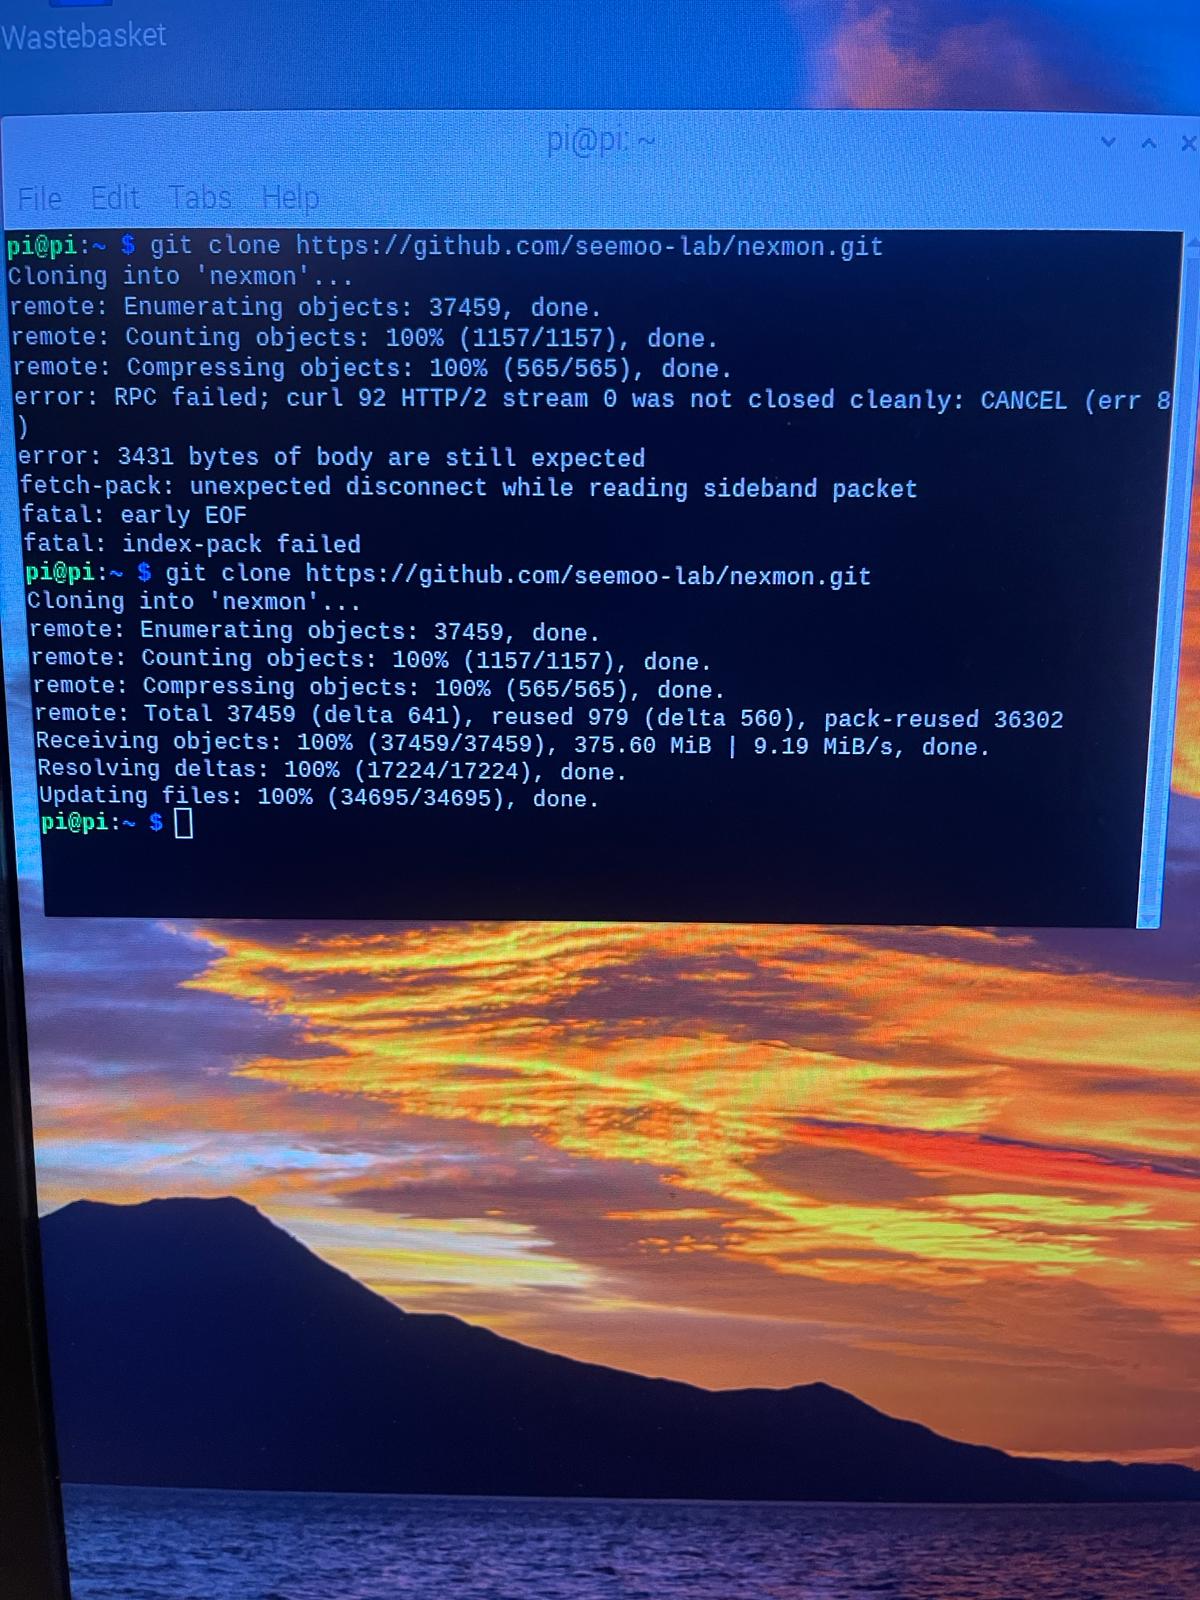 Wastebasket
pi@pi: ~
File Edit Tabs Help
pi@pi:~ $ git clone https://github.com/seemoo-lab/nexmon.git
Cloning into 'nexmon'...
remote: Enumerating objects: 37459, done.
remote: Counting objects: 100% (1157/1157), done.
remote: Compressing objects: 100% (565/565), done.
error: RPC failed; curl 92 HTTP/2 stream 0 was not closed cleanly: CANCEL (err 8
)
error: 3431 bytes of body are still expected
fetch-pack: unexpected disconnect while reading sideband packet
fatal: early EOF
fatal: index-pack failed
pi@pi:~ $ git clone https://github.com/seemoo-lab/nexmon.git
Cloning into 'nexmon'...
remote: Enumerating objects: 37459, done.
remote: Counting objects: 100% (1157/1157), done.
remote: Compressing objects: 100% (565/565), done.
remote: Total 37459 (delta 641), reused 979 (delta 560), pack-reused 36302
Receiving objects: 100% (37459/37459), 375.60 MiB | 9.19 MiB/s, done.
Resolving deltas: 100% (17224/17224), done.
Updating files: 100% (34695/34695), done.
pi@pi:~ $